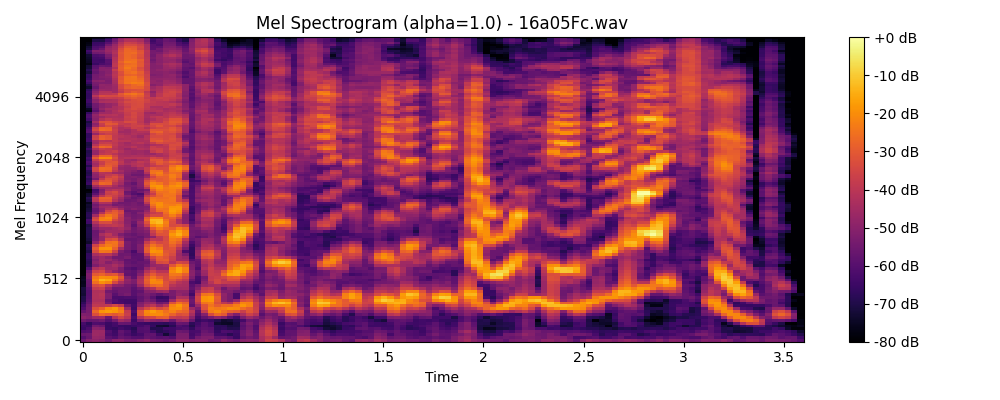 Mel Spectrogram (alpha=1.0) - 16a05Fc.wav
Mel Frequency
4096
2048
1024
512
0
0
0.5
1
1.5
2
2.5
3
3.5
Time
+0 dB
-10 dB
-20 dB
-30 dB
-40 dB
-50 dB
-60 dB
-70 dB
-80 dB